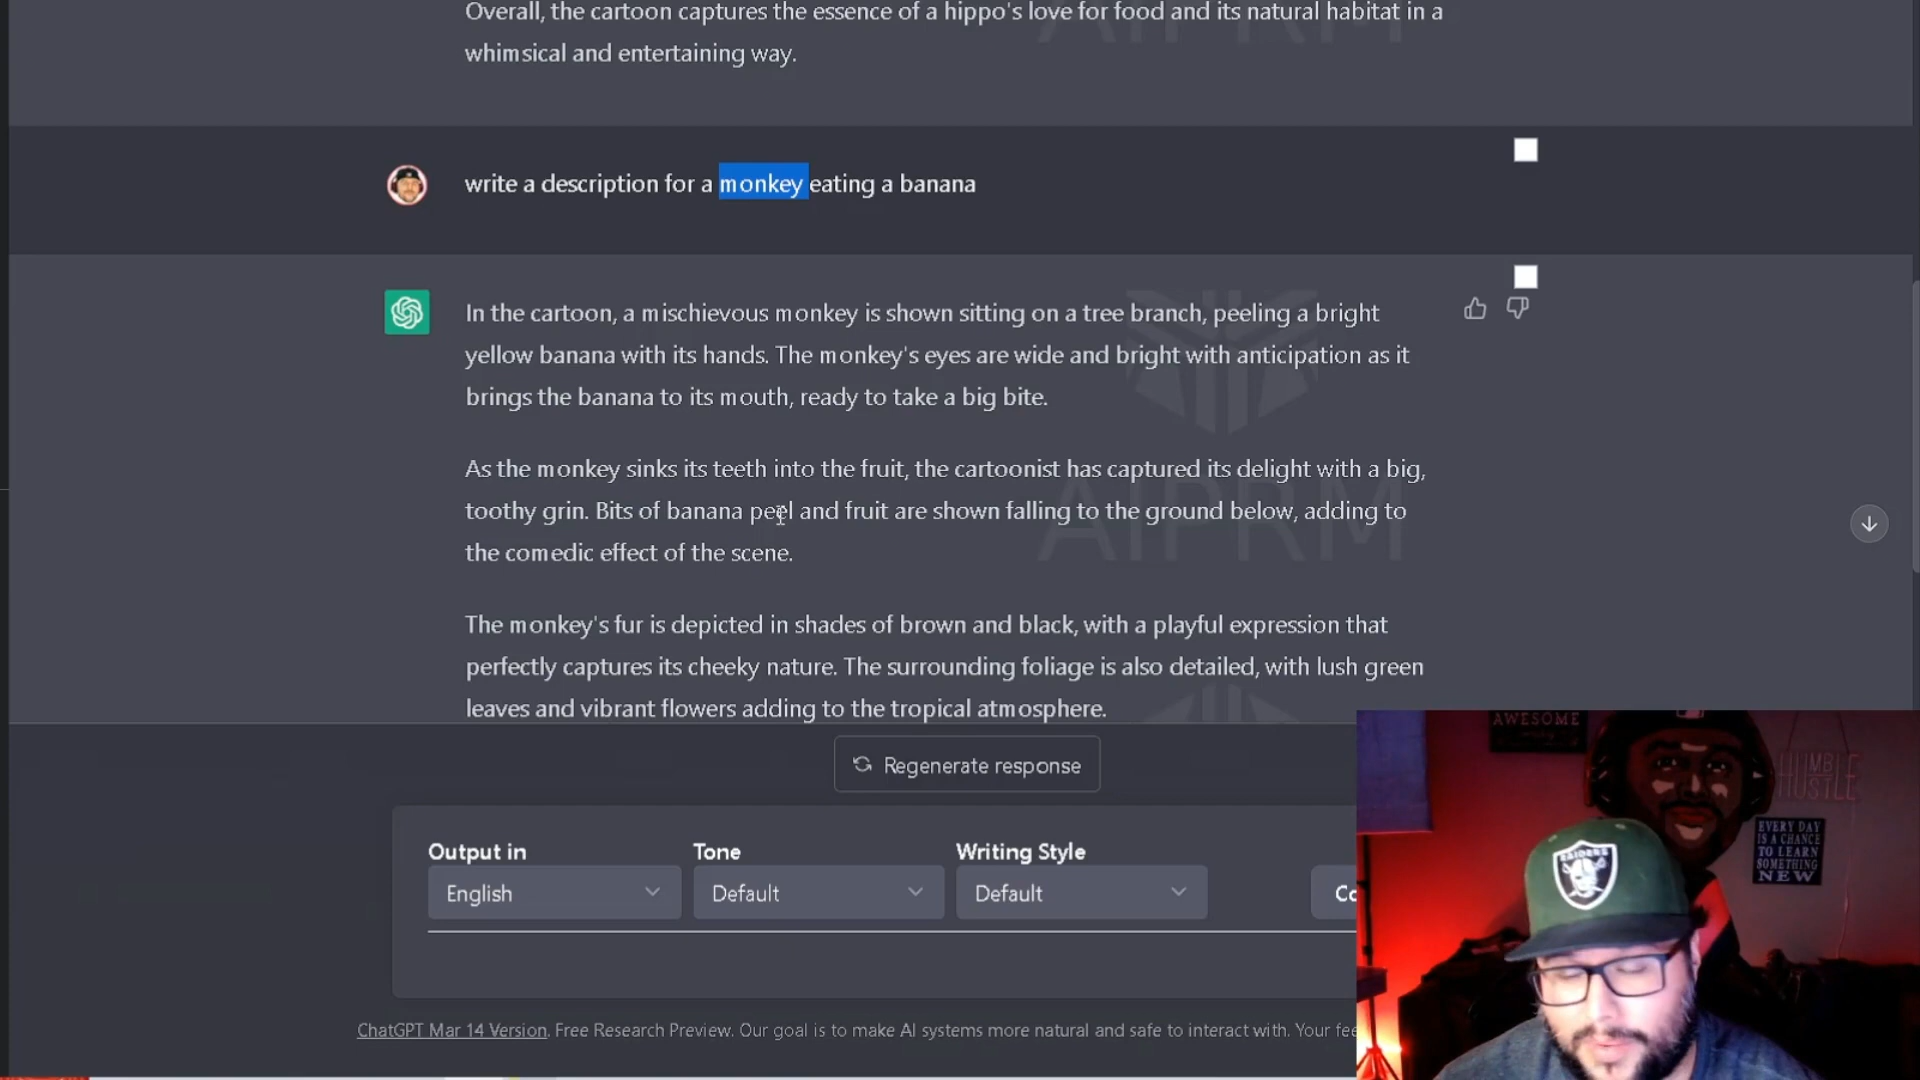 Overall, the cartoon captures the essence of a hippo's love for food and its natural habitat in a
whimsical and entertaining way.
AIPRM
write a description for a monkey eating a banana
In the cartoon, a mischievous monkey is shown sitting on a tree branch, peeling a bright
yellow banana with its hands. The monkey's eyes are wide and bright with anticipation as it
brings the banana to its mouth, ready to take a big bite.
As the monkey sinks its teeth into the fruit, the cartoonist has captured its delight with a big,
toothy grin. Bits of banana peel and fruit are shown falling to the ground below, adding to
the comedic effect of the scene.
AIPRM
The monkey's fur is depicted in shades of brown and black, with a playful expression that
perfectly captures its cheeky nature. The surrounding foliage is also detailed, with lush green
leaves and vibrant flowers adding to the tropical atmosphere.
Regenerate response
Output in
Tone
Writing Style
English
Default
Default
Co
ChatGPT Mar 14 Version. Free Research Preview. Our goal is to make AI systems more natural and safe to interact with. Your fee
AWESOME
HUMBLE
HUSTLE
EVERY DAY
IS A CHANCE
TO LEARN
SOMETHING
NEW
RAIDERS